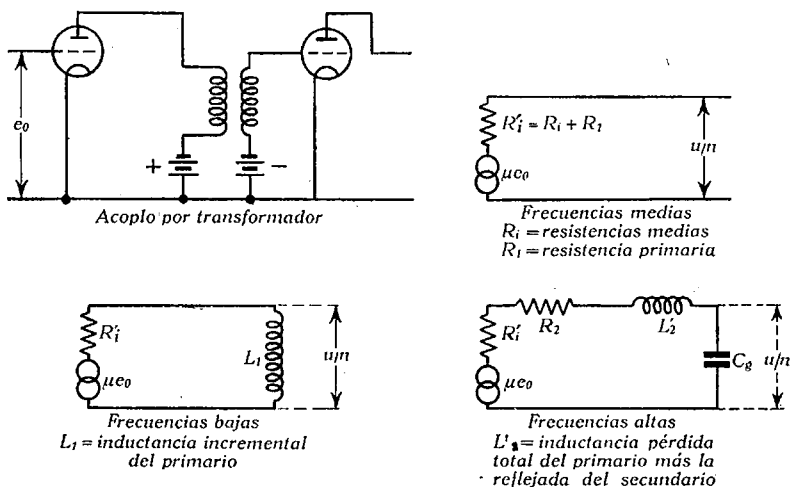 e₀
+
−
Acoplo por transformador
R'ᵢ = Rᵢ + R₁
μe₀
u/n
Frecuencias medias
Rᵢ = resistencias medias
R₁ = resistencia primaria
R'ᵢ
μe₀
L₁
u/n
Frecuencias bajas
L₁ = inductancia incremental
del primario
R'ᵢ
μe₀
R₂
L'₂
C_g
u/n
Frecuencias altas
L'₂ = inductancia pérdida
total del primario más la
reflejada del secundario